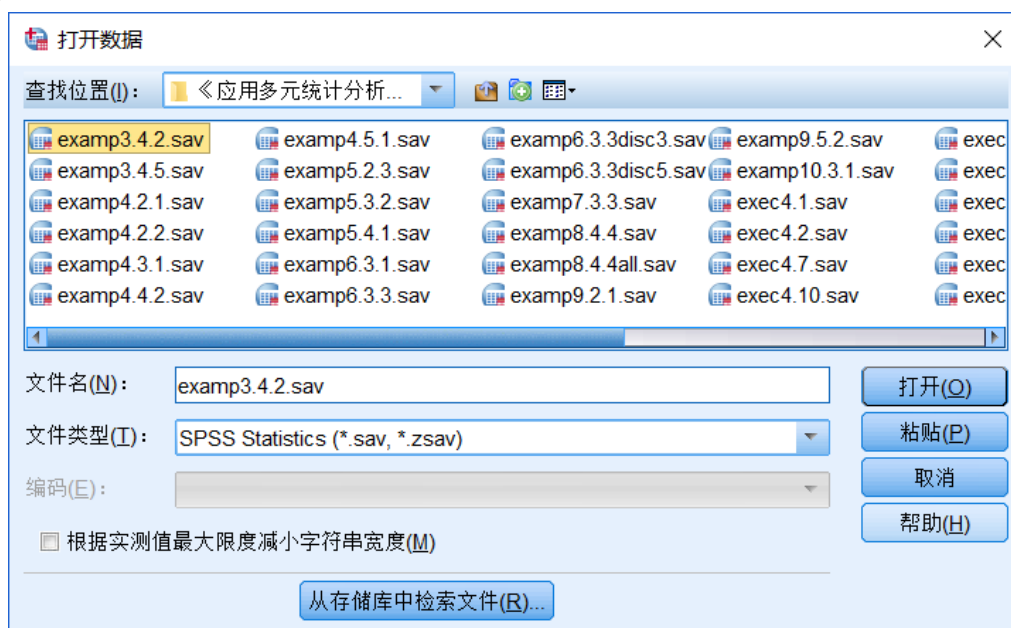 打开数据
查找位置(I): 《应用多元统计分析...
examp3.4.2.sav examp4.5.1.sav examp6.3.3disc3.sav examp9.5.2.sav exec
examp3.4.5.sav examp5.2.3.sav examp6.3.3disc5.sav examp10.3.1.sav exec
examp4.2.1.sav examp5.3.2.sav examp7.3.3.sav exec4.1.sav exec
examp4.2.2.sav examp5.4.1.sav examp8.4.4.sav exec4.2.sav exec
examp4.3.1.sav examp6.3.1.sav examp8.4.4all.sav exec4.7.sav exec
examp4.4.2.sav examp6.3.3.sav examp9.2.1.sav exec4.10.sav exec
文件名(N): examp3.4.2.sav 打开(O)
文件类型(T): SPSS Statistics (*.sav, *.zsav) 粘贴(P)
编码(E): 取消
帮助(H)
根据实测值最大限度减小字符串宽度(M)
从存储库中检索文件(R)...